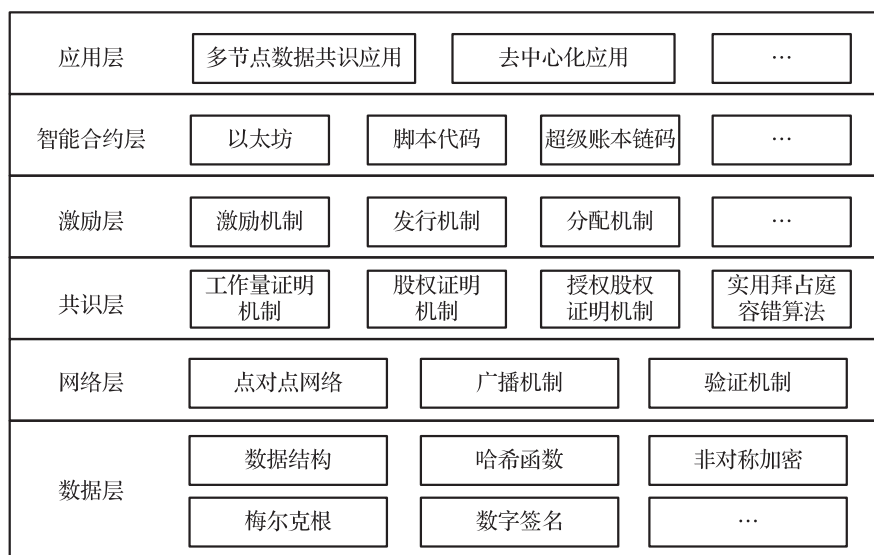 应用层 多节点数据共识应用 去中心化应用 …
智能合约层 以太坊 脚本代码 超级账本链码 …
激励层 激励机制 发行机制 分配机制 …
共识层 工作量证明 股权证明 授权股权 实用拜占庭
机制 机制 证明机制 容错算法
网络层 点对点网络 广播机制 验证机制
数据层 数据结构 哈希函数 非对称加密
梅尔克根 数字签名 …